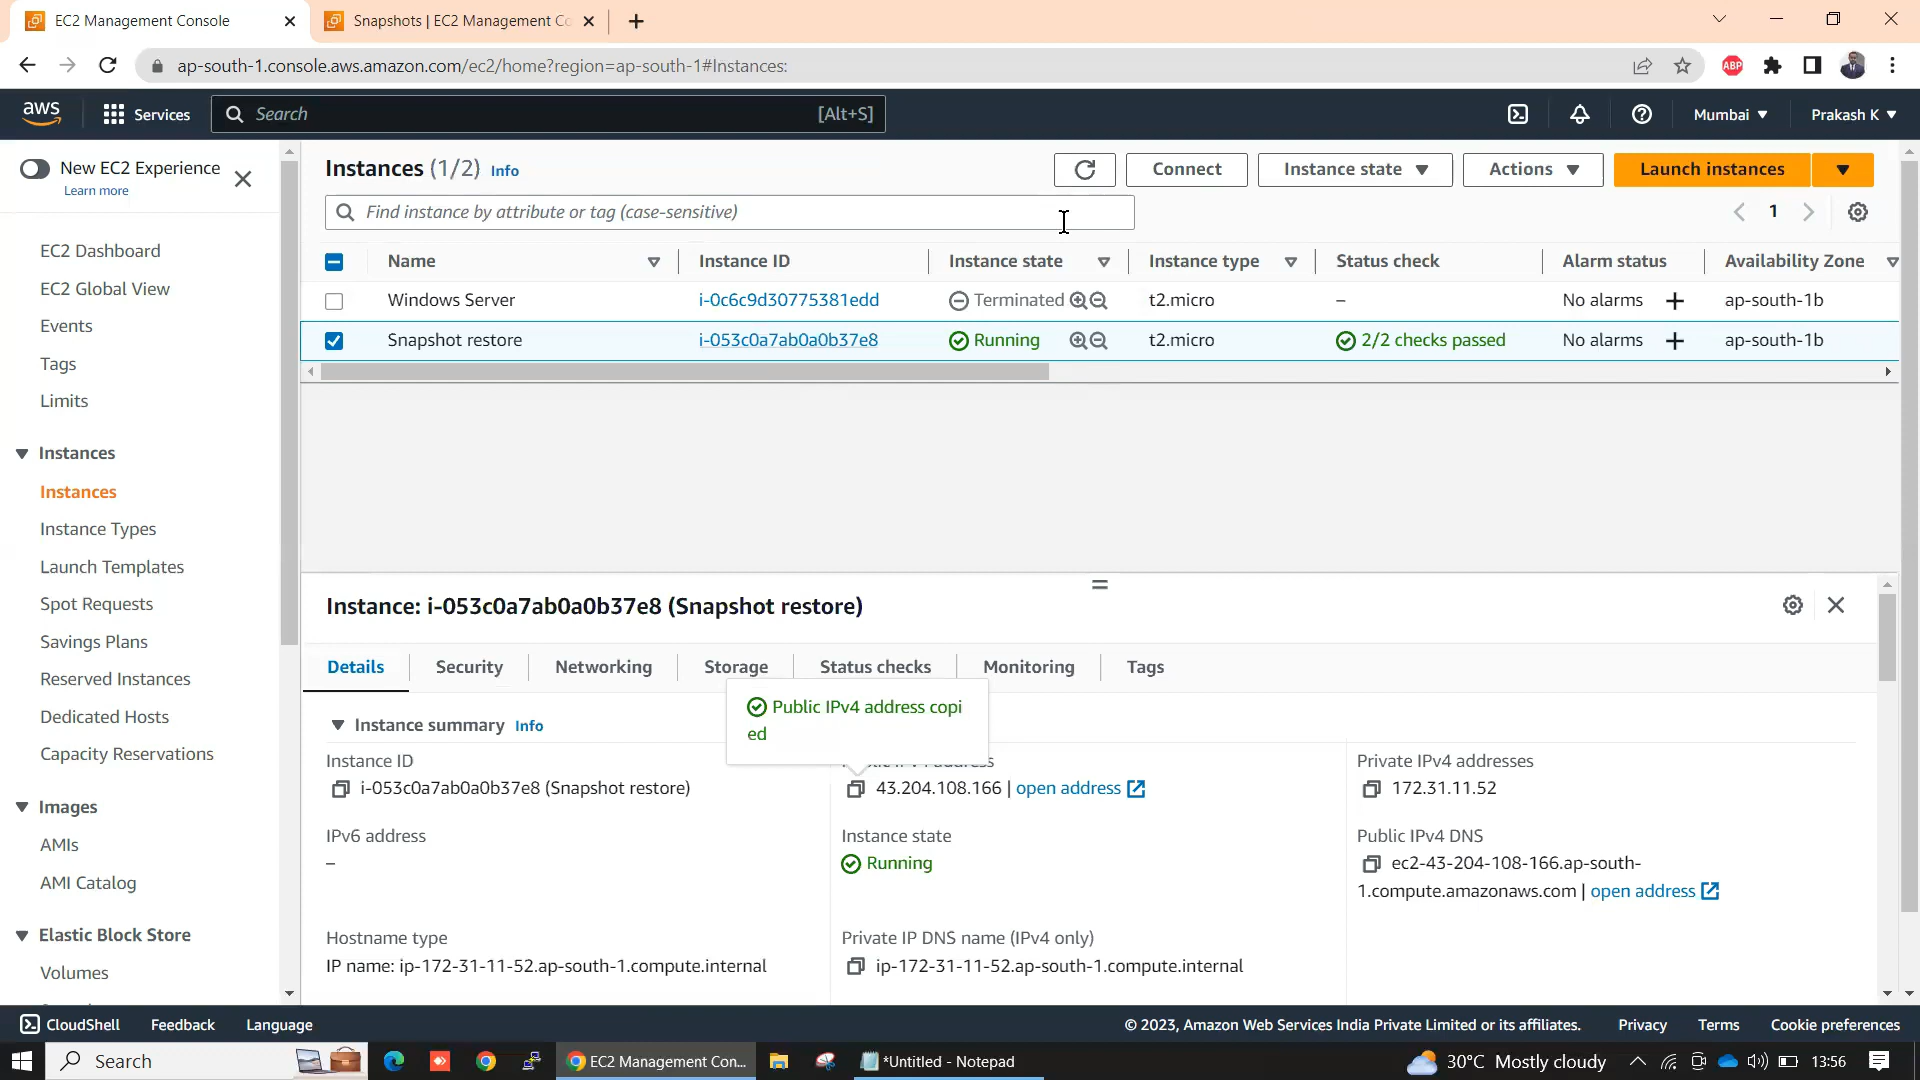 EC2 Management Console
Snapshots | EC2 Management Co
ap-south-1.console.aws.amazon.com/ec2/home?region=ap-south-1#Instances:
ABP
aws
Services
Search
[Alt+S]
Mumbai
Prakash K
New EC2 Experience
Learn more
EC2 Dashboard
EC2 Global View
Events
Tags
Limits
Instances
Instances
Instance Types
Launch Templates
Spot Requests
Savings Plans
Reserved Instances
Dedicated Hosts
Capacity Reservations
Images
AMIs
AMI Catalog
Elastic Block Store
Volumes
Instances (1/2) Info
Connect
Instance state
Actions
Launch instances
Find instance by attribute or tag (case-sensitive)
1
Name Instance ID Instance state Instance type Status check Alarm status Availability Zone
Windows Server i-0c6c9d30775381edd Terminated t2.micro – No alarms + ap-south-1b
Snapshot restore i-053c0a7ab0a0b37e8 Running t2.micro 2/2 checks passed No alarms + ap-south-1b
Instance: i-053c0a7ab0a0b37e8 (Snapshot restore)
Details Security Networking Storage Status checks Monitoring Tags
Public IPv4 address copi
ed
Instance summary Info
Instance ID
i-053c0a7ab0a0b37e8 (Snapshot restore)
43.204.108.166 | open address
Private IPv4 addresses
172.31.11.52
IPv6 address
–
Instance state
Running
Public IPv4 DNS
ec2-43-204-108-166.ap-south-
1.compute.amazonaws.com | open address
Hostname type
IP name: ip-172-31-11-52.ap-south-1.compute.internal
Private IP DNS name (IPv4 only)
ip-172-31-11-52.ap-south-1.compute.internal
CloudShell Feedback Language
© 2023, Amazon Web Services India Private Limited or its affiliates. Privacy Terms Cookie preferences
Search
EC2 Management Con...
*Untitled - Notepad
30°C Mostly cloudy
13:56